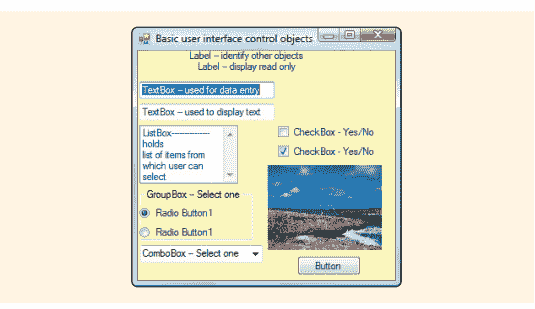 Basic user interface control objects
Label – identify other objects
Label – display read only
TextBox – used for data entry
TextBox – used to display text
ListBox--------------
holds
list of items from
which user can
select
CheckBox - Yes/No
CheckBox - Yes/No
GroupBox – Select one
Radio Button1
Radio Button1
ComboBox – Select one
Button